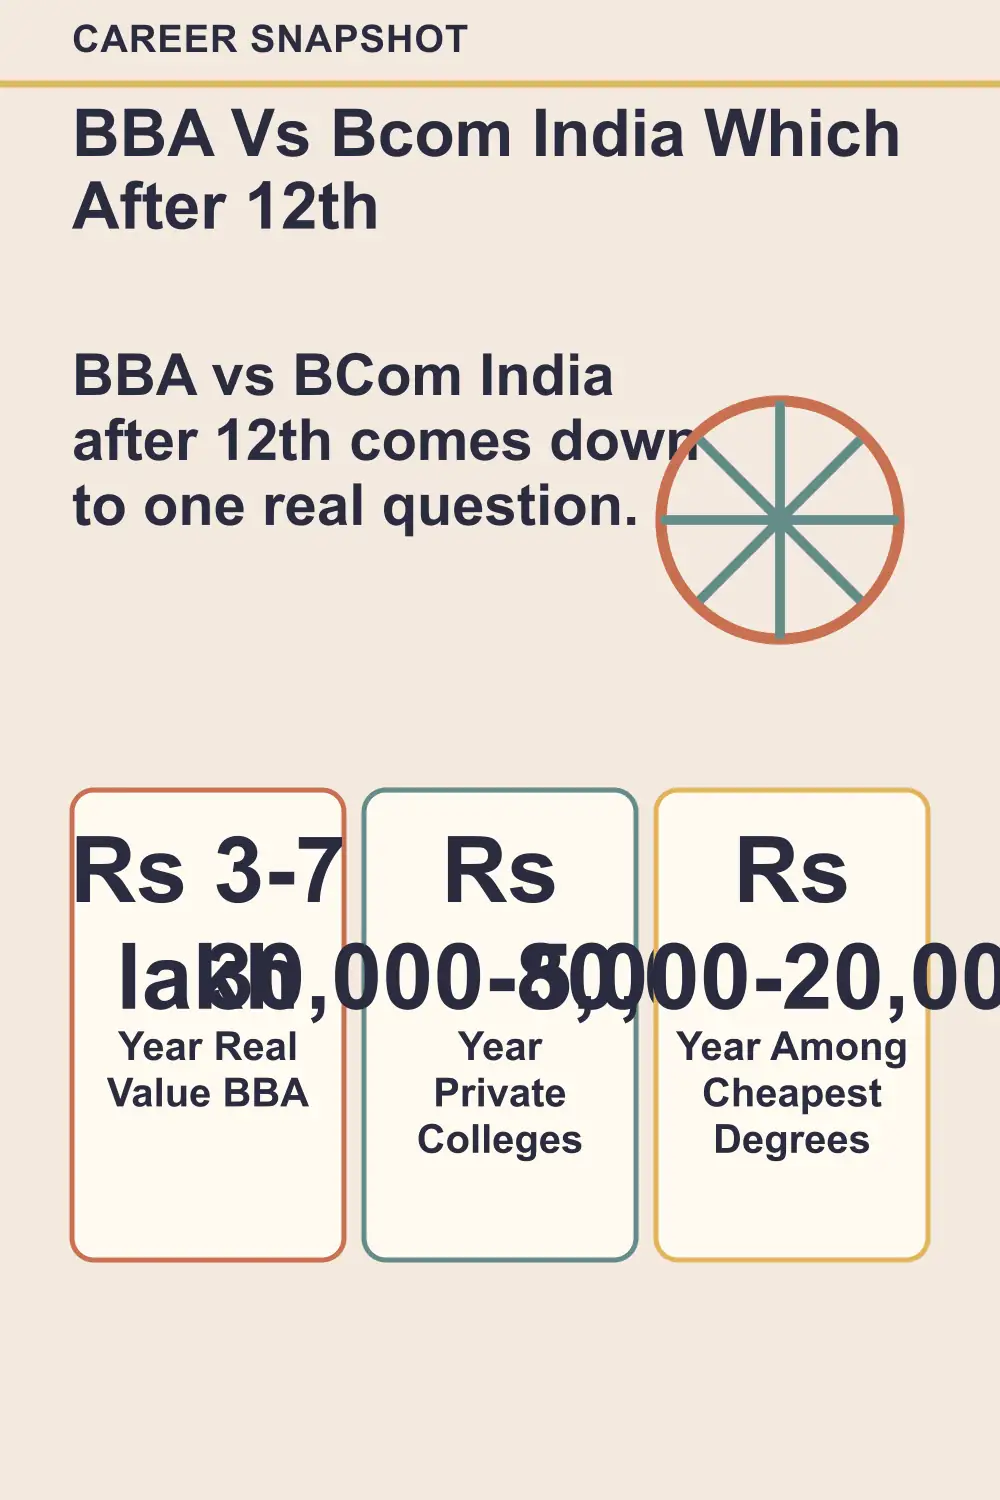 CAREER SNAPSHOT
BBA Vs Bcom India Which
After 12th
BBA vs BCom India
after 12th comes down
to one real question.
Rs 3-7
lakh
Year Real
Value BBA
Rs
Year
Private
Colleges
Rs
Year Among
Cheapest
Degrees